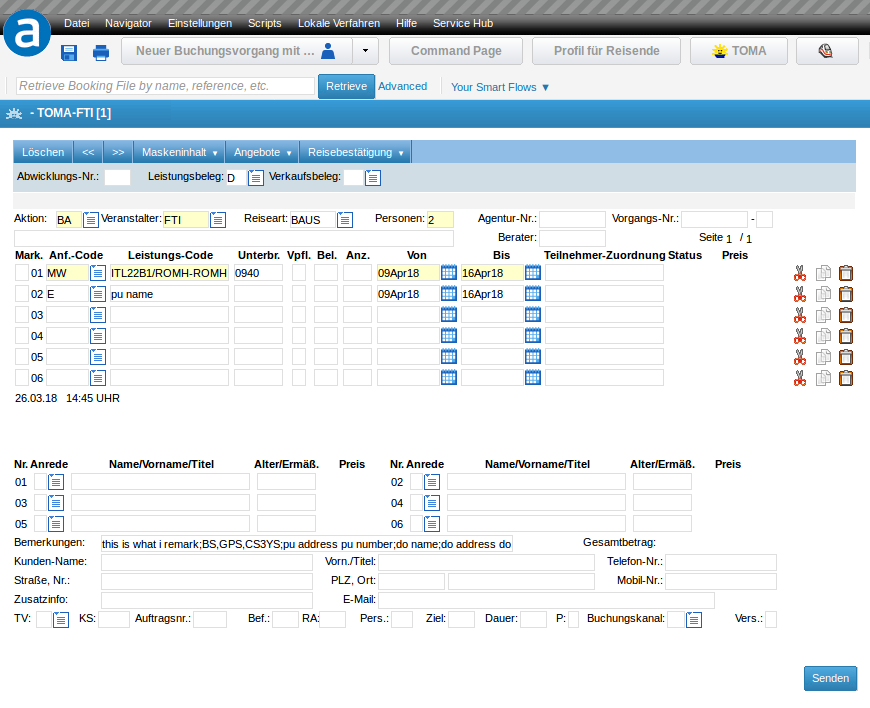 a Datei Navigator Einstellungen Scripts Lokale Verfahren Hilfe Service Hub
Neuer Buchungsvorgang mit ... Command Page Profil für Reisende TOMA
Retrieve Booking File by name, reference, etc. Retrieve Advanced Your Smart Flows ▼
- TOMA-FTI [1]
Löschen << >> Maskeninhalt ▼ Angebote ▼ Reisebestätigung ▼
Abwicklungs-Nr.: Leistungsbeleg: D Verkaufsbeleg:
Aktion: BA Veranstalter: FTI Reiseart: BAUS Personen: 2 Agentur-Nr.: Vorgangs-Nr.: -
Berater: Seite 1 / 1
Mark. Anf.-Code Leistungs-Code Unterbr. Vpfl. Bel. Anz. Von Bis Teilnehmer-Zuordnung Status Preis
01 MW ITL22B1/ROMH-ROMH 0940 09Apr18 16Apr18
02 E pu name 09Apr18 16Apr18
03
04
05
06
26.03.18 14:45 UHR
Nr. Anrede Name/Vorname/Titel Alter/Ermäß. Preis Nr. Anrede Name/Vorname/Titel Alter/Ermäß. Preis
01 02
03 04
05 06
Bemerkungen: this is what i remark;BS,GPS,CS3YS;pu address pu number;do name;do address do Gesamtbetrag:
Kunden-Name: Vorn./Titel: Telefon-Nr.:
Straße, Nr.: PLZ, Ort: Mobil-Nr.:
Zusatzinfo: E-Mail:
TV: KS: Auftragsnr.: Bef.: RA: Pers.: Ziel: Dauer: P: Buchungskanal: Vers.:
Senden